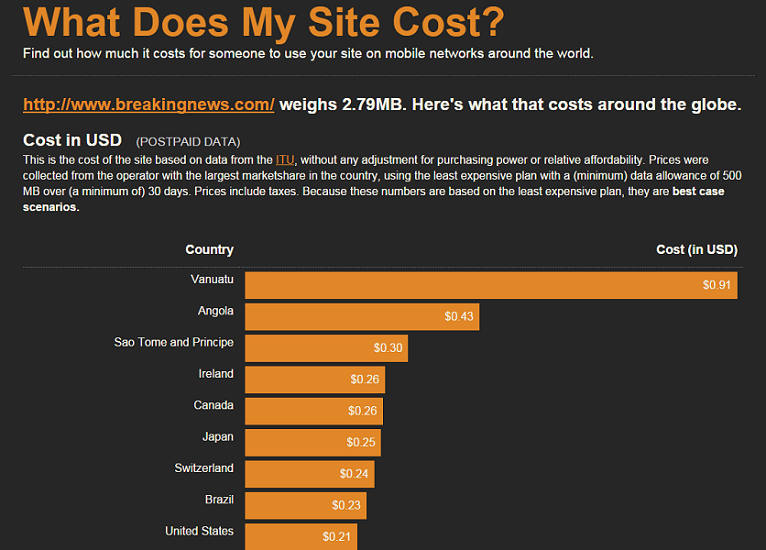 What Does My Site Cost?
Find out how much it costs for someone to use your site on mobile networks around the world.
http://www.breakingnews.com/ weighs 2.79MB. Here's what that costs around the globe.
Cost in USD (POSTPAID DATA)
This is the cost of the site based on data from the ITU, without any adjustment for purchasing power or relative affordability. Prices were
collected from the operator with the largest marketshare in the country, using the least expensive plan with a (minimum) data allowance of 500
MB over (a minimum of) 30 days. Prices include taxes. Because these numbers are based on the least expensive plan, they are best case
scenarios.
Country Cost (in USD)
Vanuatu $0.91
Angola $0.43
Sao Tome and Principe $0.30
Ireland $0.26
Canada $0.26
Japan $0.25
Switzerland $0.24
Brazil $0.23
United States $0.21